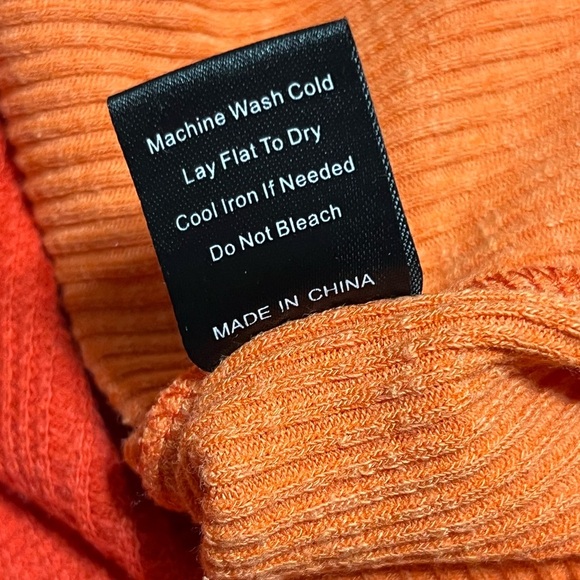 Machine Wash Cold
Lay Flat To Dry
Cool Iron If Needed
Do Not Bleach
MADE IN CHINA